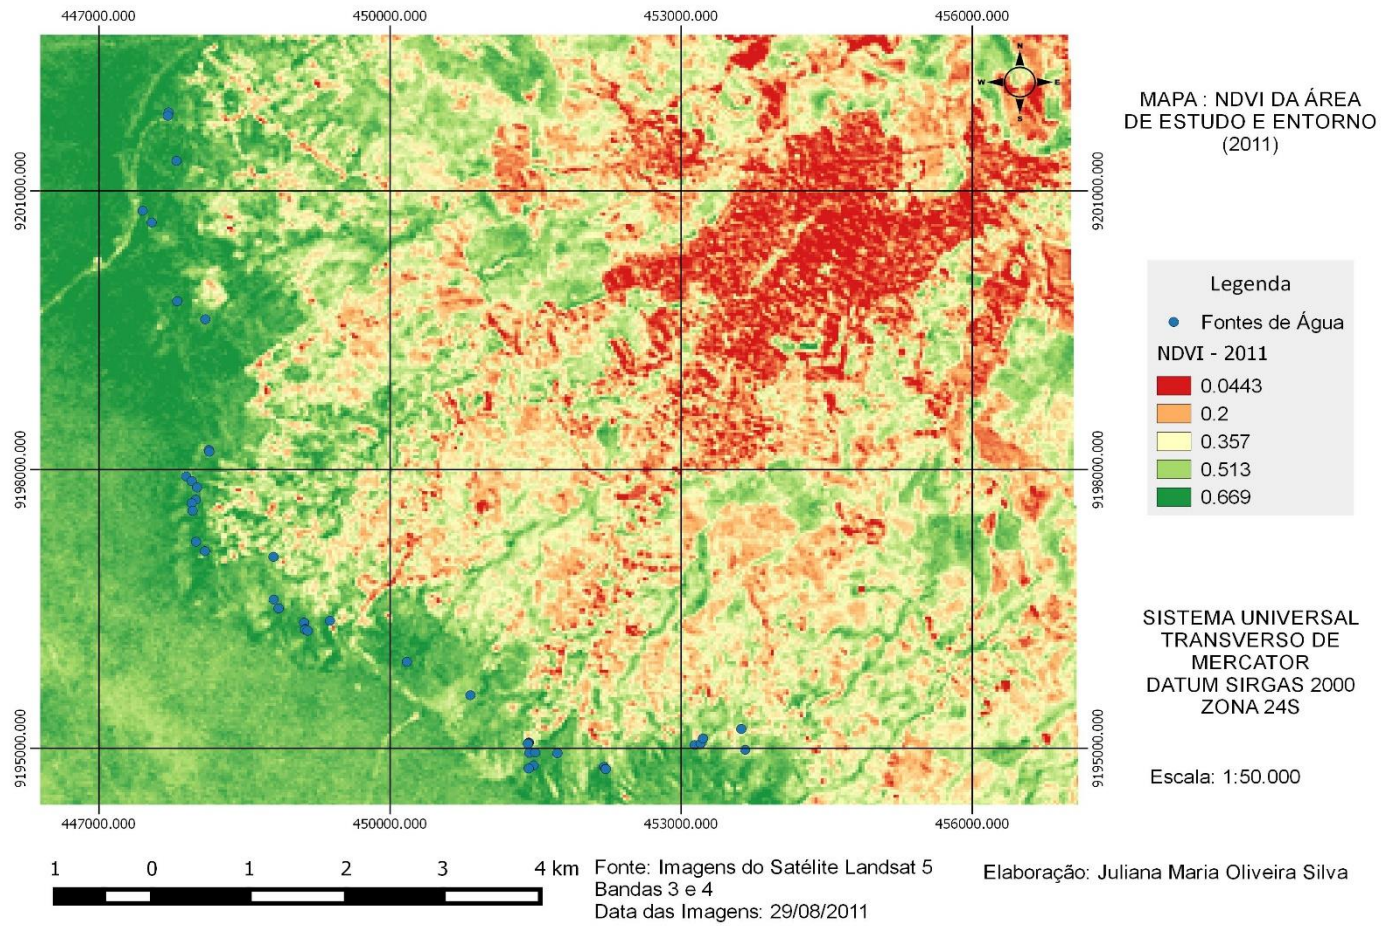 447000.000 450000.000 453000.000 456000.000
N
W E
S
9201000.000 9201000.000
9198000.000 9198000.000
9195000.000 9195000.000
447000.000 450000.000 453000.000 456000.000
MAPA : NDVI DA ÁREA
DE ESTUDO E ENTORNO
(2011)
Legenda
Fontes de Água
NDVI - 2011
0.0443
0.2
0.357
0.513
0.669
SISTEMA UNIVERSAL
TRANSVERSO DE
MERCATOR
DATUM SIRGAS 2000
ZONA 24S
Escala: 1:50.000
1 0 1 2 3 4 km
Fonte: Imagens do Satélite Landsat 5
Bandas 3 e 4
Data das Imagens: 29/08/2011
Elaboração: Juliana Maria Oliveira Silva